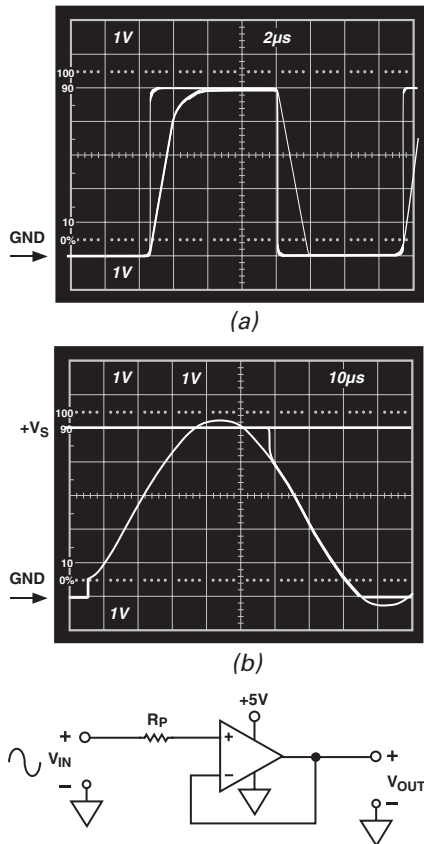 1V 2µs
100
90
10
GND 0%
1V
(a)
1V 1V 10µs
100
+VS 90
10
GND 0%
1V
(b)
+5V
+ RP + +
VIN
– –
VOUT
– –